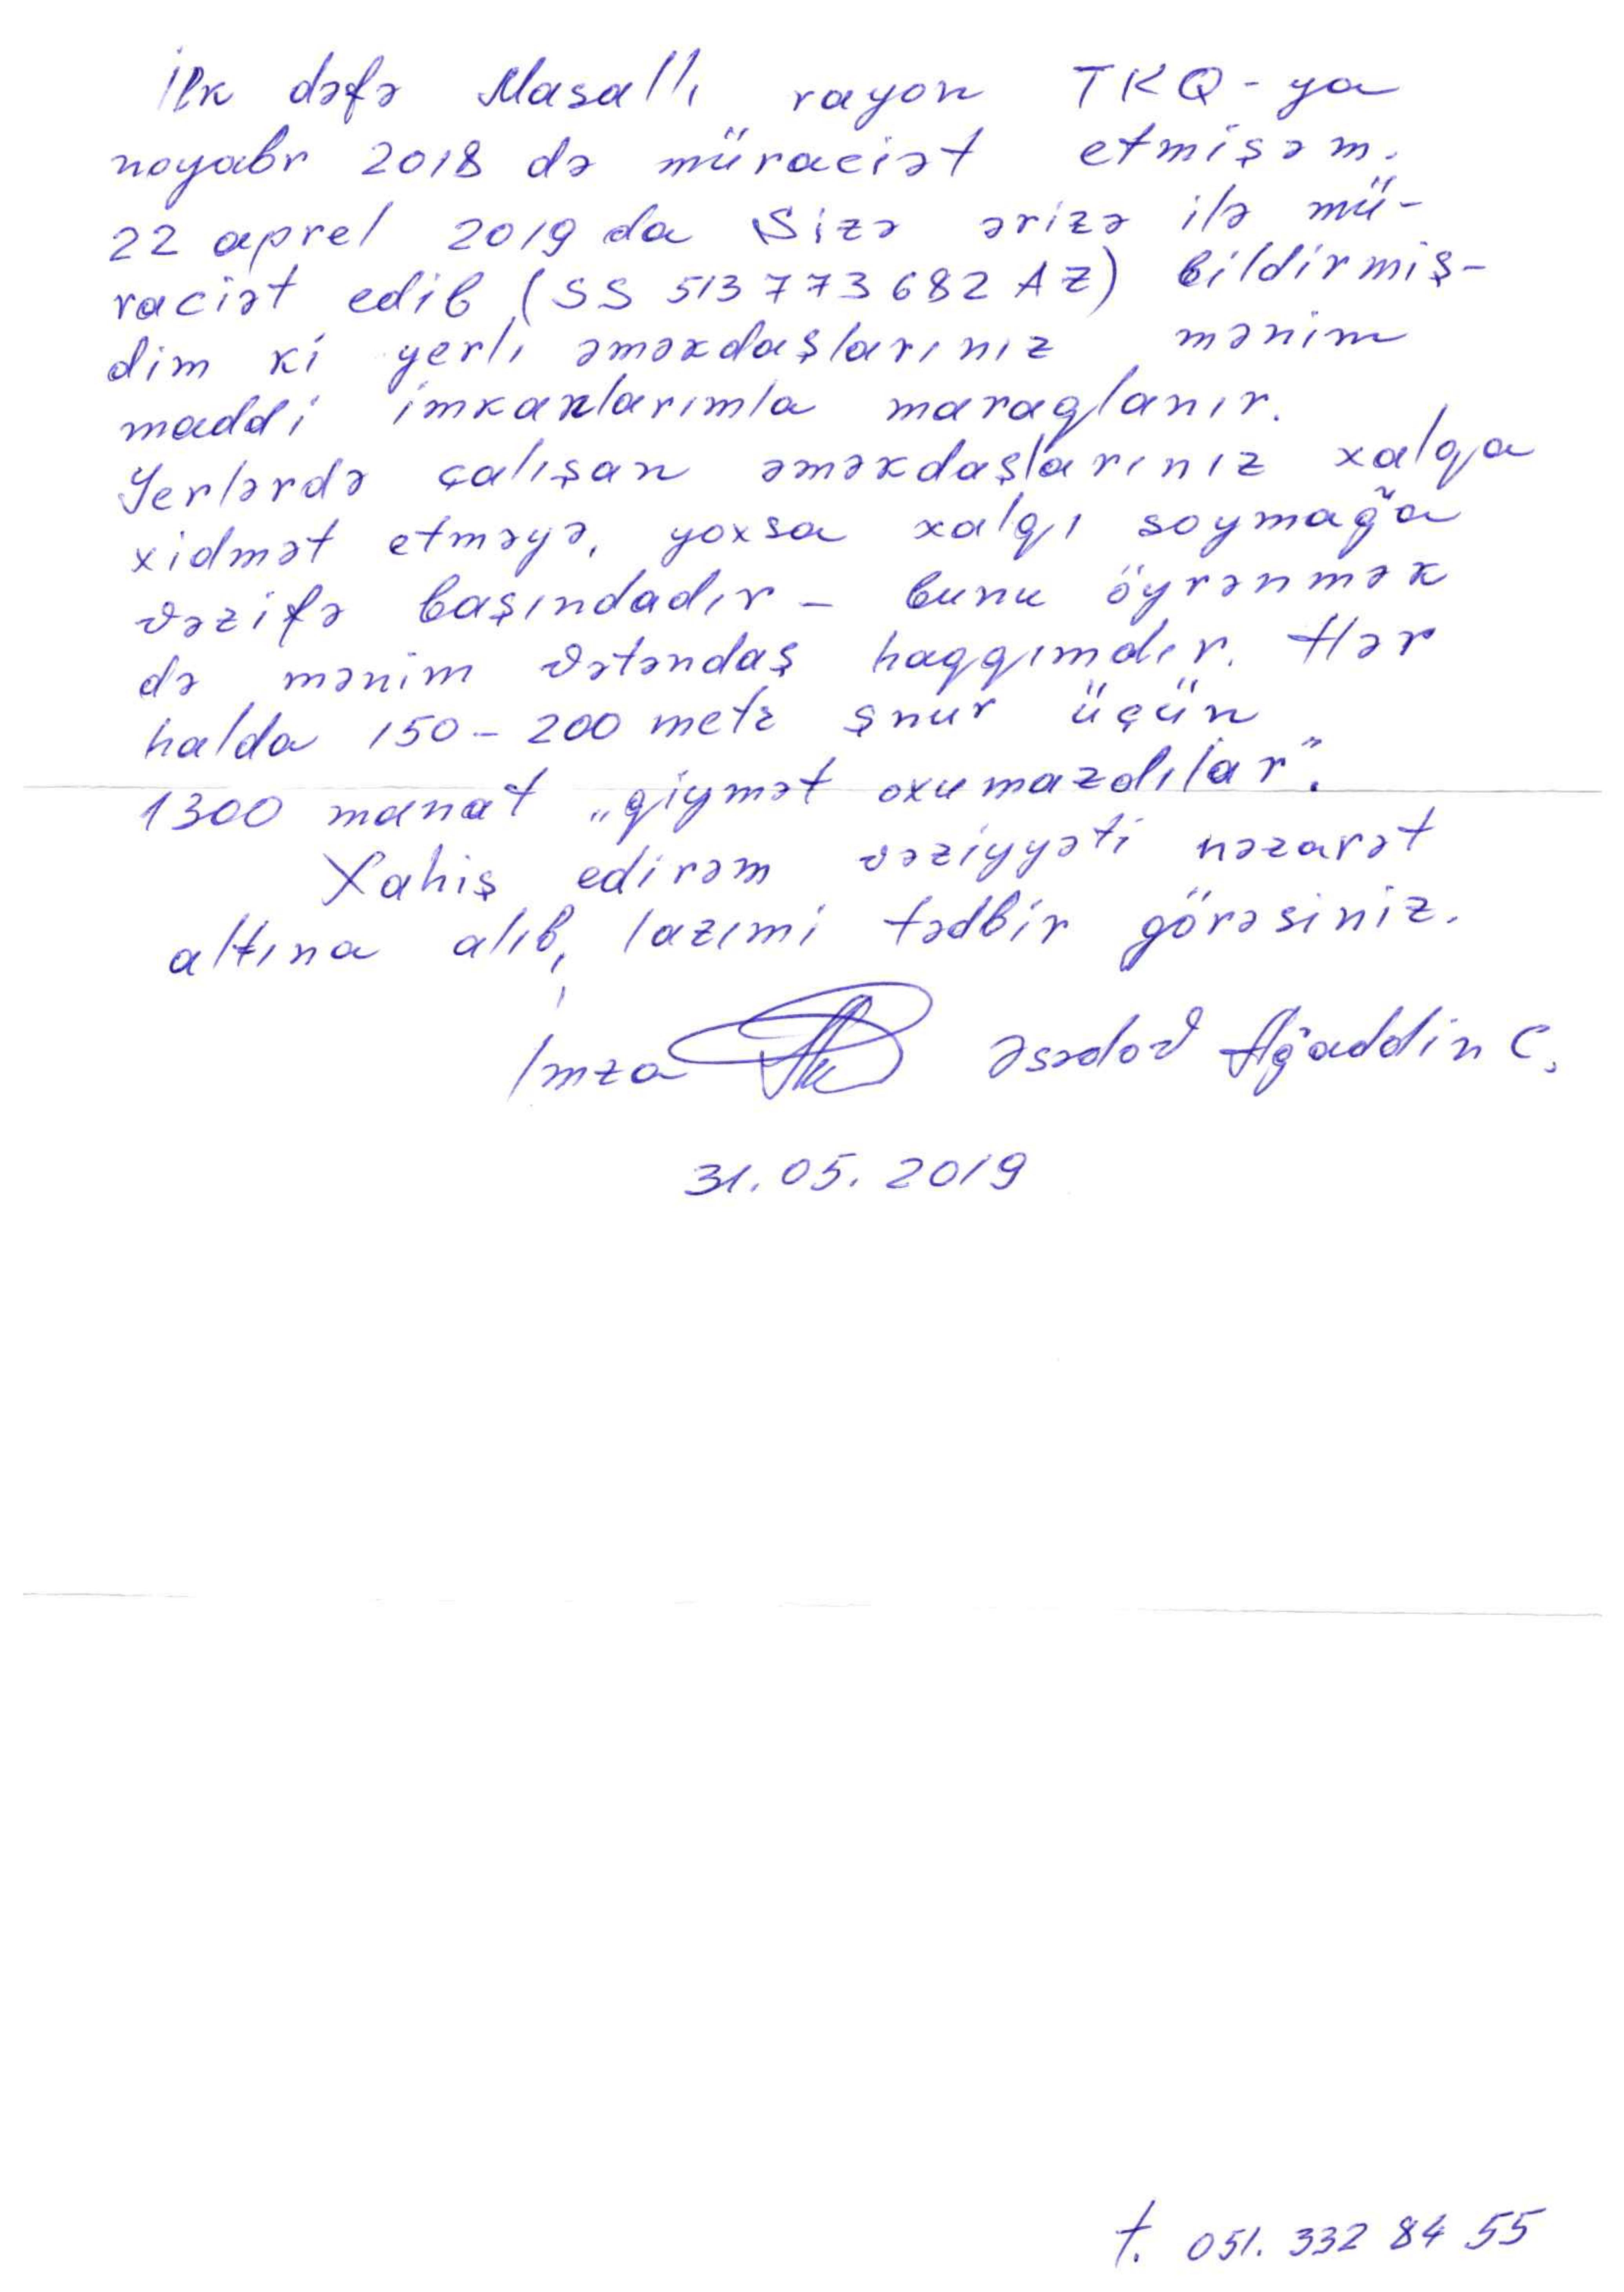 İlk dəfə Masallı rayon TKQ-ya
noyabr 2018 də müraciət etmişəm.
22 aprel 2019 da Sizə ərizə ilə mü-
raciət edib (SS 513773682 AZ) bildirmiş-
dim ki yerli əməkdaşlarınız mənim
maddi imkanlarımla maraqlanır.
Yerlərdə çalışan əməkdaşlarınız xalqa
xidmət etməyə, yoxsa xalqı soymağa
vəzifə başındadır - bunu öyrənmək
də mənim vətəndaş haqqımdır. Hər
halda 150-200 metr şnur üçün
1300 manat „qiymət oxumazdılar".
Xahiş edirəm vəziyyəti nəzarət
altına alıb, lazımi tədbir görəsiniz.
İmza Əsədov Ağaddin C.
31.05.2019
t. 051. 332 84 55